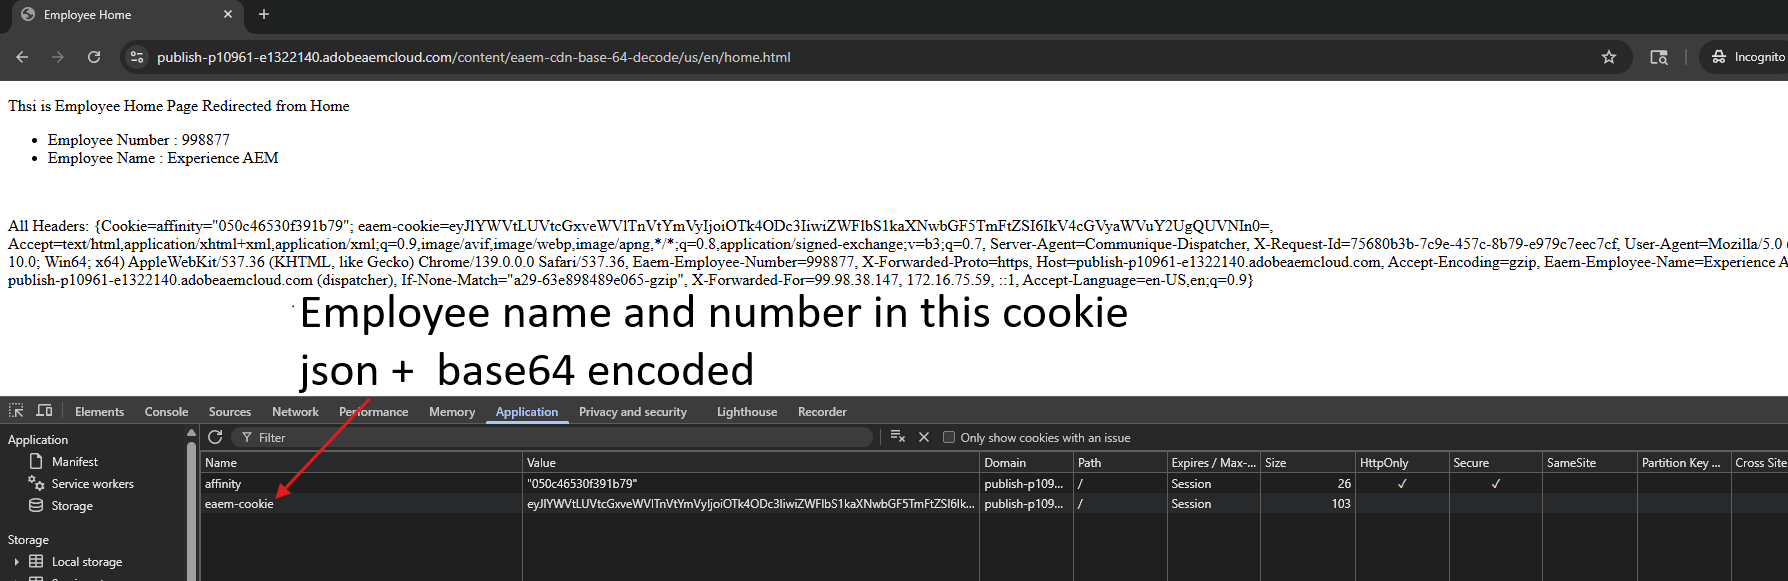 Employee Home
publish-p10961-e1322140.adobeaemcloud.com/content/eaem-cdn-base-64-decode/us/en/home.html
Incognito
Thsi is Employee Home Page Redirected from Home
• Employee Number : 998877
• Employee Name : Experience AEM
All Headers: {Cookie=affinity="050c46530f391b79"; eaem-cookie=eyJlYWVtLUVtcGxveWVlTnVtYmVyIjoiOTk4ODc3IiwiZWFlbS1kaXNwbGF5TmFtZSI6IkV4cGVyaWVuY2UgQUVNIn0=,
Accept=text/html,application/xhtml+xml,application/xml;q=0.9,image/avif,image/webp,image/apng,*/*;q=0.8,application/signed-exchange;v=b3;q=0.7, Server-Agent=Communique-Dispatcher, X-Request-Id=75680b3b-7c9e-457c-8b79-e979c7eec7cf, User-Agent=Mozilla/5.0 (
10.0; Win64; x64) AppleWebKit/537.36 (KHTML, like Gecko) Chrome/139.0.0.0 Safari/537.36, Eaem-Employee-Number=998877, X-Forwarded-Proto=https, Host=publish-p10961-e1322140.adobeaemcloud.com, Accept-Encoding=gzip, Eaem-Employee-Name=Experience A
publish-p10961-e1322140.adobeaemcloud.com (dispatcher), If-None-Match="a29-63e898489e065-gzip", X-Forwarded-For=99.98.38.147, 172.16.75.59, ::1, Accept-Language=en-US,en;q=0.9}
Employee name and number in this cookie
json + base64 encoded
Elements Console Sources Network Performance Memory Application Privacy and security Lighthouse Recorder
Application
Filter Only show cookies with an issue
Manifest
Service workers
Storage
Storage
Local storage
Name Value Domain Path Expires / Max-... Size HttpOnly Secure SameSite Partition Key ... Cross Site
affinity "050c46530f391b79" publish-p109... / Session 26 ✓ ✓
eaem-cookie eyJlYWVtLUVtcGxveWVlTnVtYmVyIjoiOTk4ODc3IiwiZWFlbS1kaXNwbGF5TmFtZSI6Ik... publish-p109... / Session 103